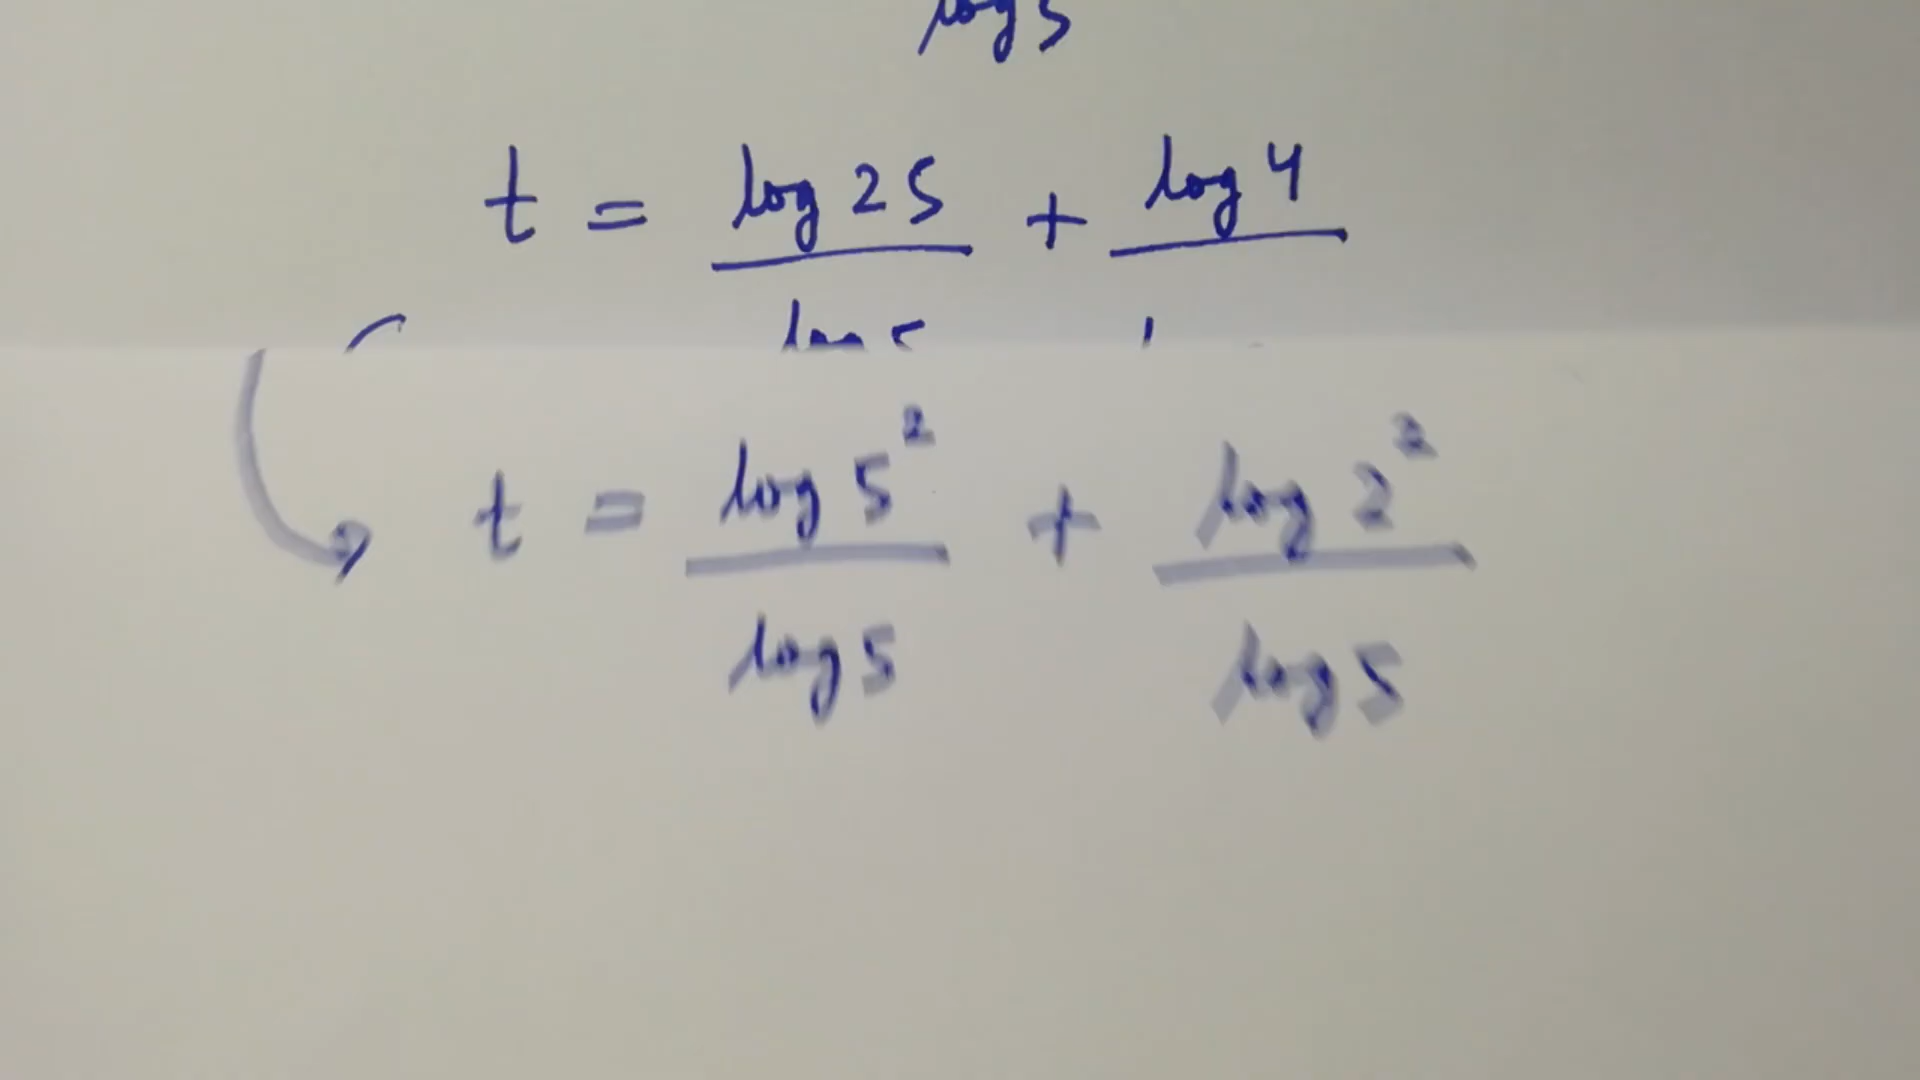 log 5
t = log 25 / log 5 + log 4 /
t = log 5² / log 5 + log 2² / log 5